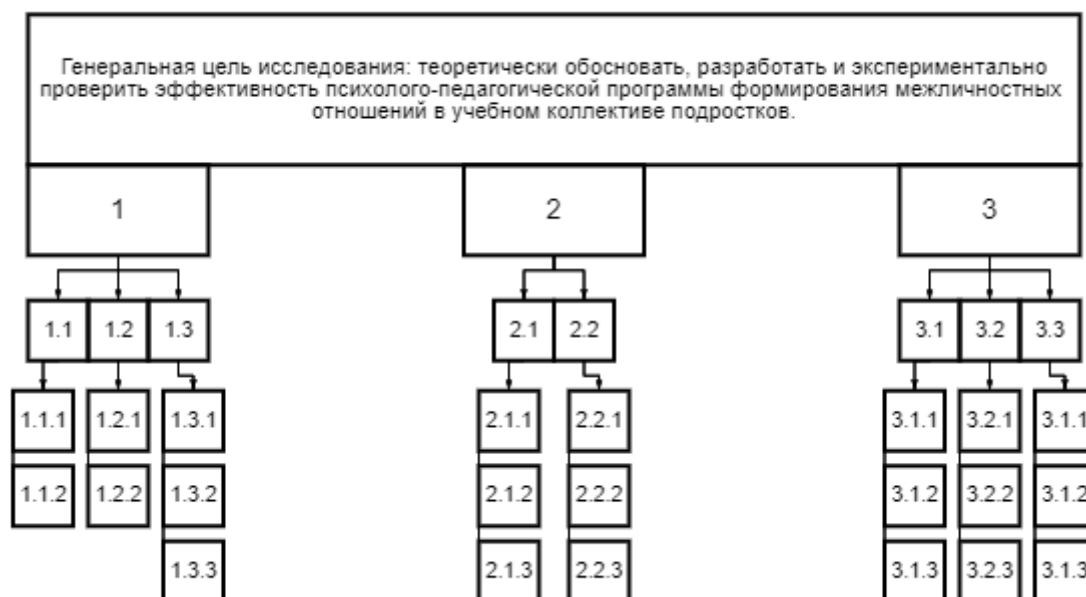 Генеральная цель исследования: теоретически обосновать, разработать и экспериментально
проверить эффективность психолого-педагогической программы формирования межличностных
отношений в учебном коллективе подростков.
1 2 3
1.1 1.2 1.3 2.1 2.2 3.1 3.2 3.3
1.1.1 1.2.1 1.3.1 2.1.1 2.2.1 3.1.1 3.2.1 3.1.1
1.1.2 1.2.2 1.3.2 2.1.2 2.2.2 3.1.2 3.2.2 3.1.2
1.3.3 2.1.3 2.2.3 3.1.3 3.2.3 3.1.3